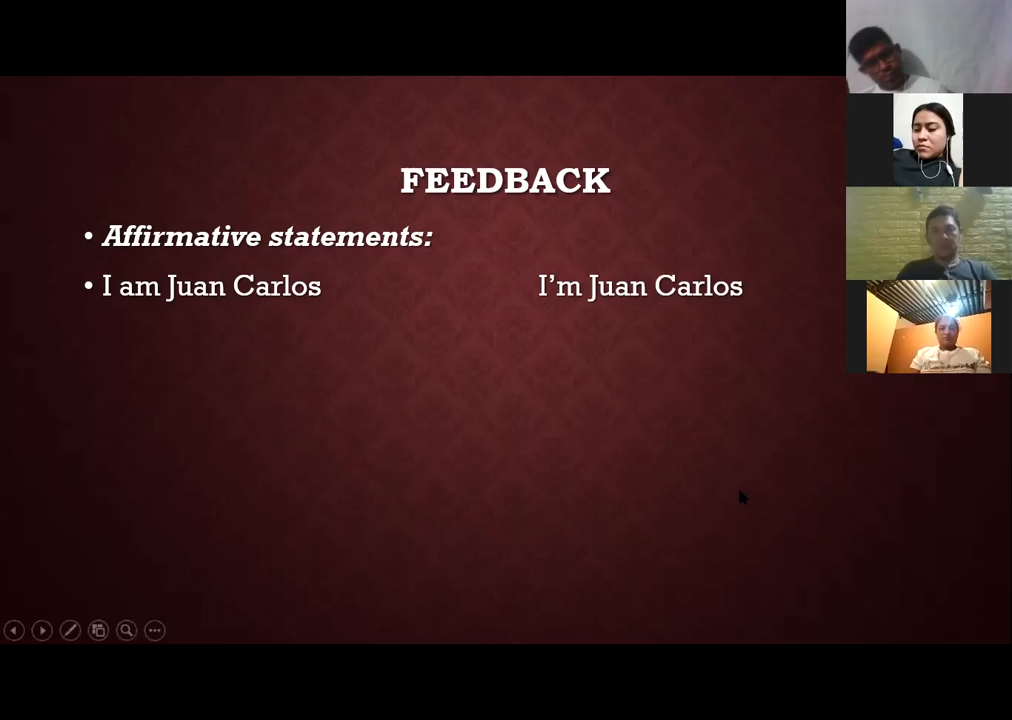 FEEDBACK
• Affirmative statements:
• I am Juan Carlos I’m Juan Carlos